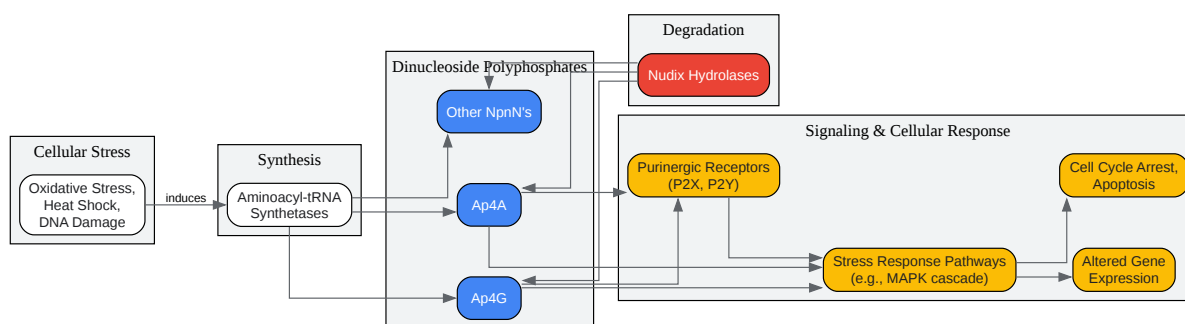 Degradation
Nudix Hydrolases
Dinucleoside Polyphosphates
Other NpnN's
Ap4A
Ap4G
Cellular Stress
Oxidative Stress,
Heat Shock,
DNA Damage
induces
Synthesis
Aminoacyl-tRNA
Synthetases
Signaling & Cellular Response
Purinergic Receptors
(P2X, P2Y)
Cell Cycle Arrest,
Apoptosis
Stress Response Pathways
(e.g., MAPK cascade)
Altered Gene
Expression